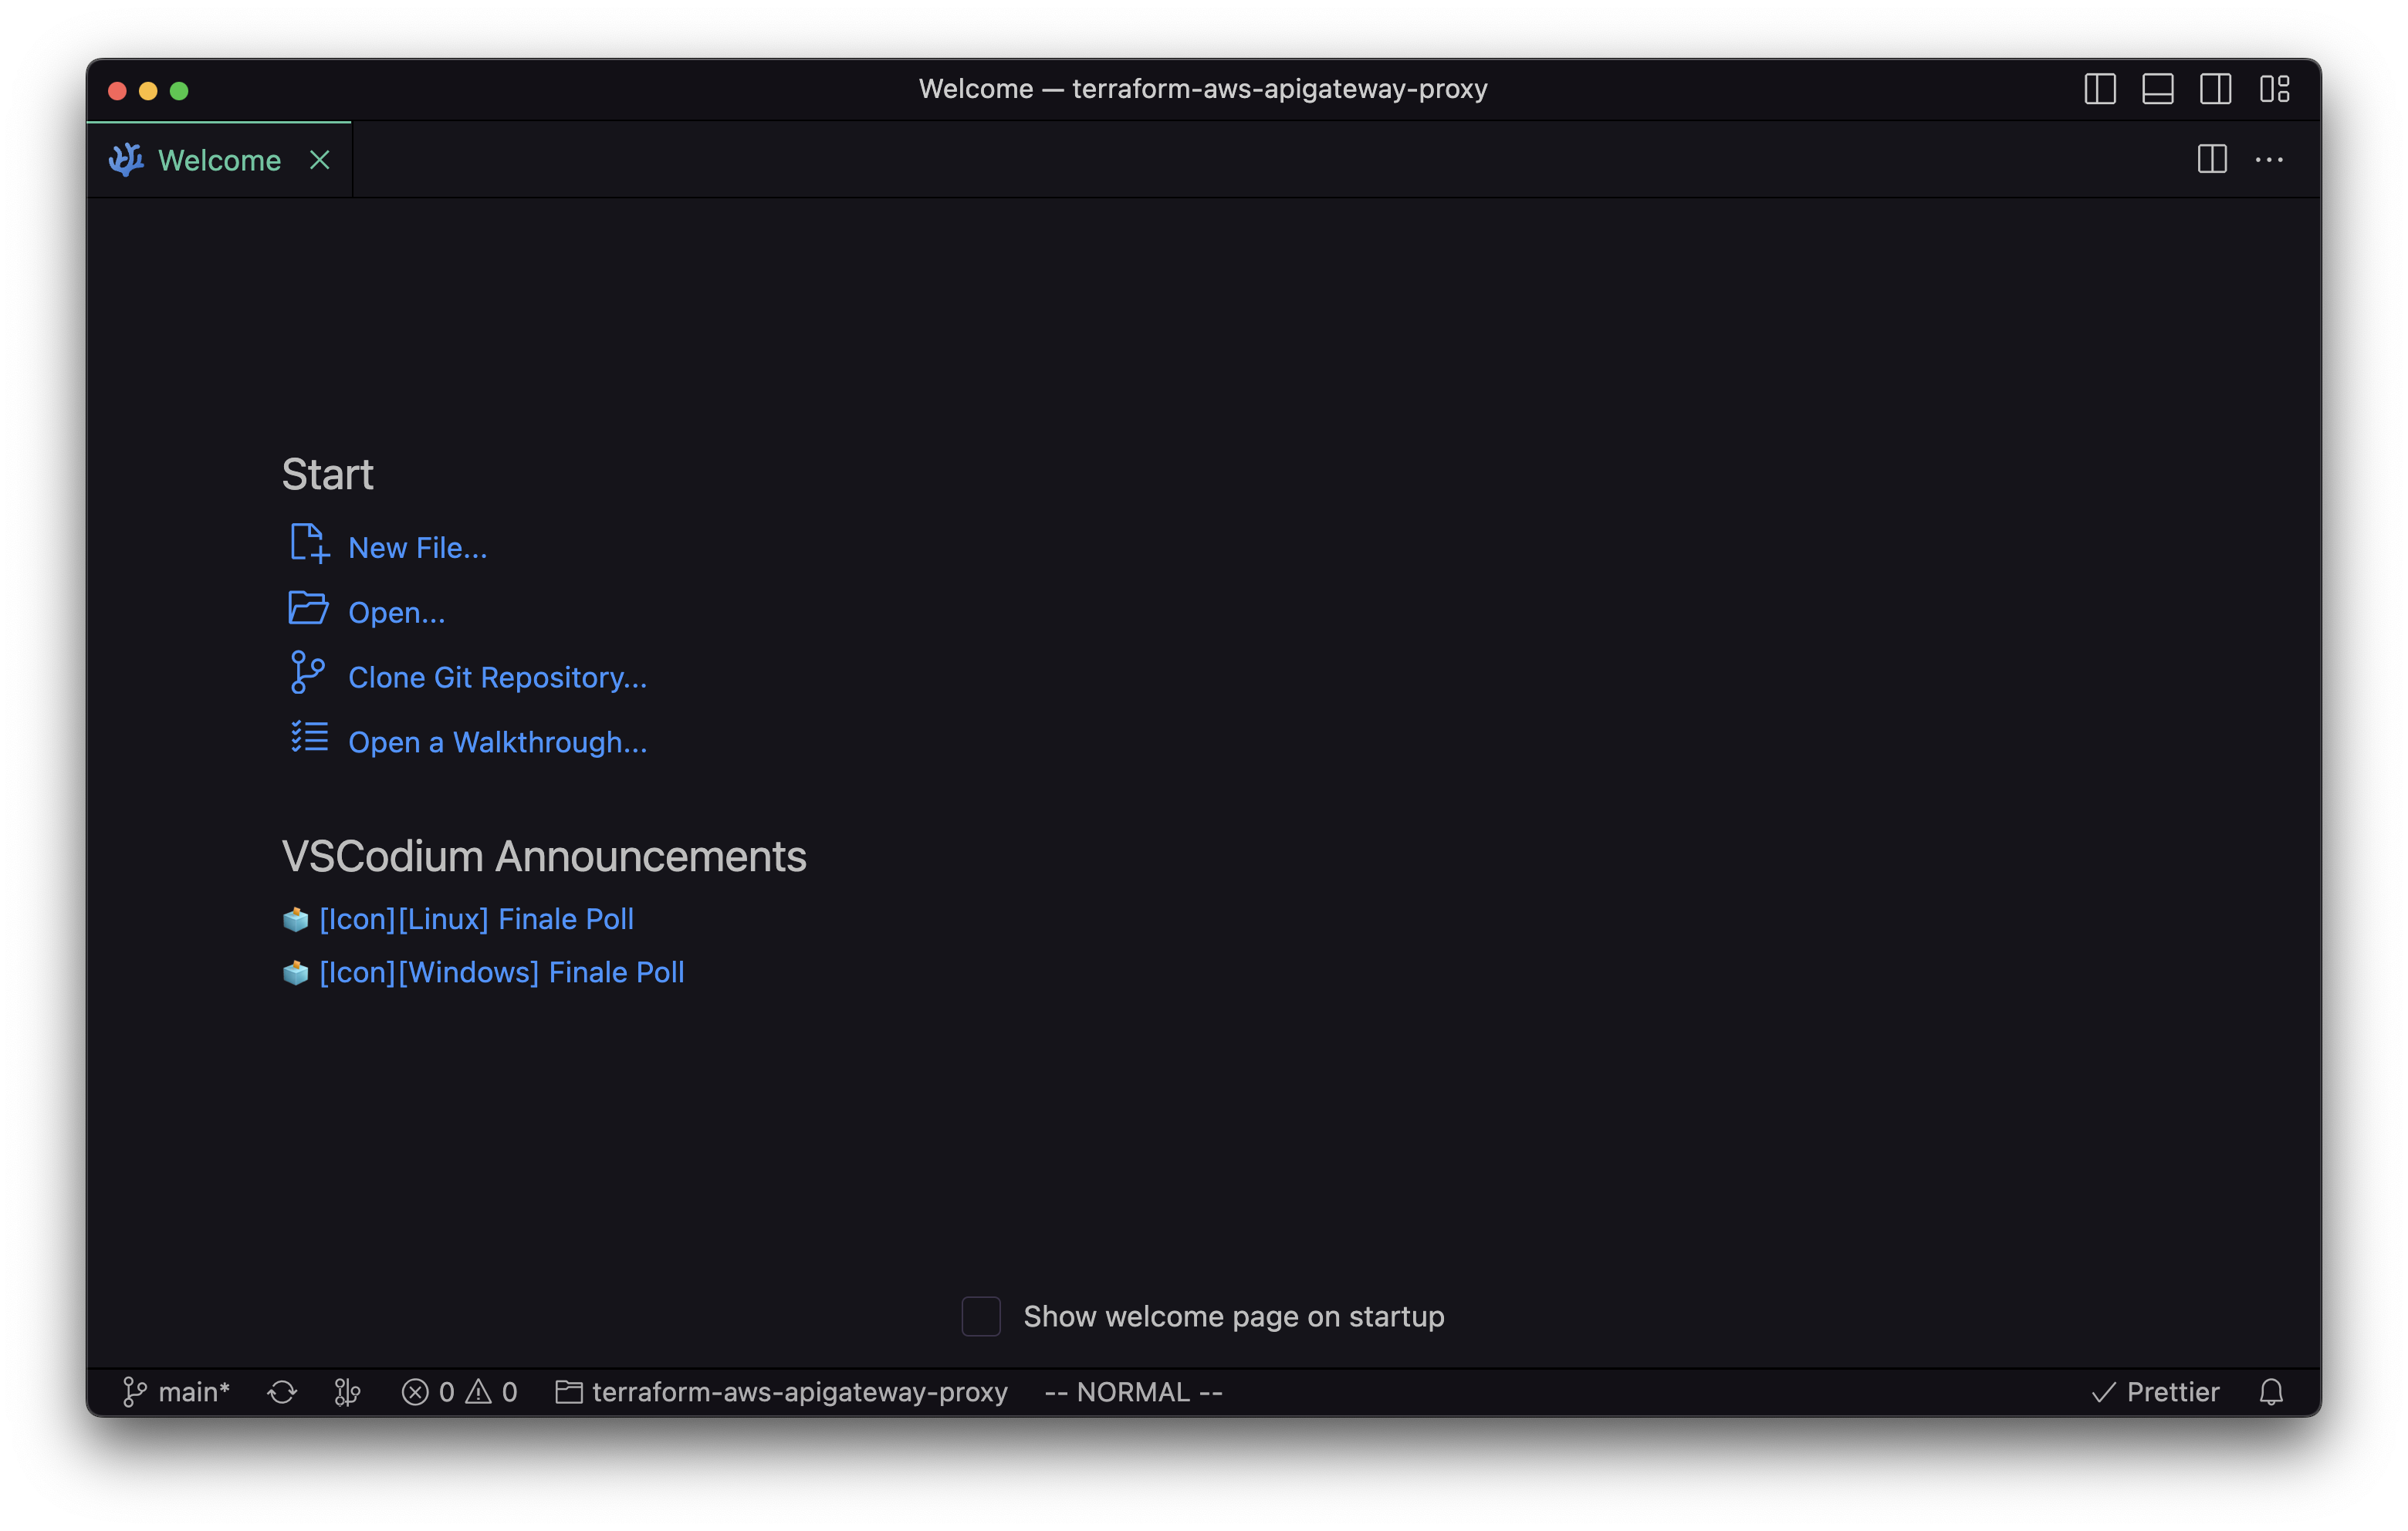 Welcome — terraform-aws-apigateway-proxy
Welcome
Start
New File...
Open...
Clone Git Repository...
Open a Walkthrough...
VSCodium Announcements
[Icon][Linux] Finale Poll
[Icon][Windows] Finale Poll
Show welcome page on startup
main* 0 0 terraform-aws-apigateway-proxy -- NORMAL -- Prettier